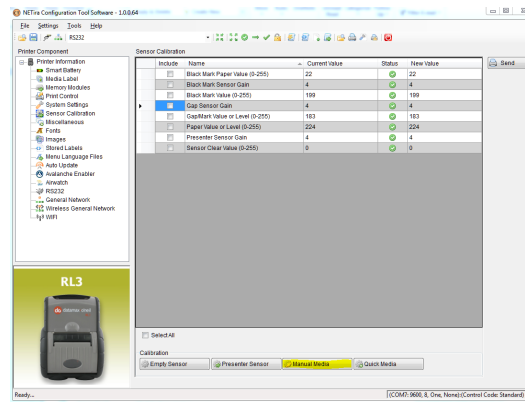 NETira Configuration Tool Software - 1.0.0.64
File Settings Tools Help
RS232
Printer Component
Sensor Calibration
Printer Information
Smart Battery
Media Label
Memory Modules
Print Control
System Settings
Sensor Calibration
Miscellaneous
Fonts
Images
Stored Labels
Menu Language Files
Auto Update
Avalanche Enabler
Airwatch
RS232
General Network
Wireless General Network
WIFI
Include Name Current Value Status New Value
Black Mark Paper Value (0-255) 22 22
Black Mark Sensor Gain 4 4
Black Mark Value (0-255) 199 199
Gap Sensor Gain 4 4
Gap/Mark Value or Level (0-255) 183 183
Paper Value or Level (0-255) 224 224
Presenter Sensor Gain 4 4
Sensor Clear Value (0-255) 0 0
Send
RL3
Select All
Calibration
Empty Sensor Presenter Sensor Manual Media Quick Media
Ready... (COM7: 9600, 8, One, None):(Control Code: Standard)